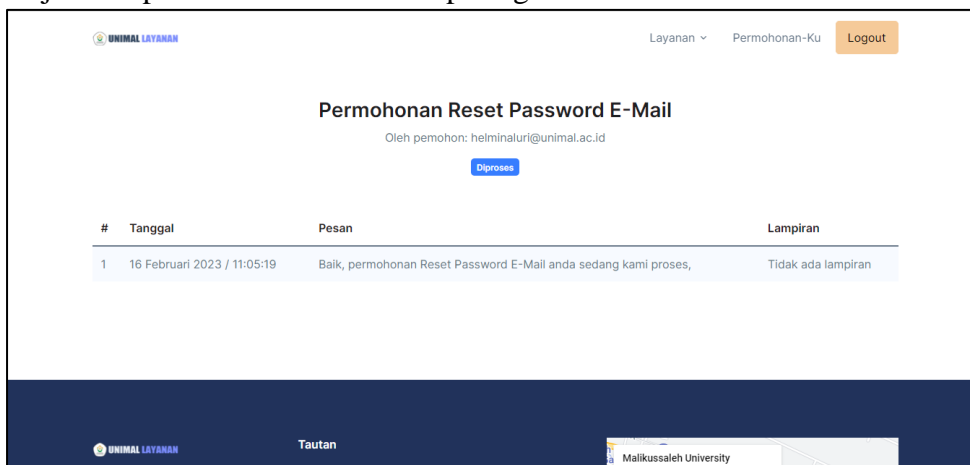 UNIMAL LAYANAN
Layanan
Permohonan-Ku
Logout
Permohonan Reset Password E-Mail
Oleh pemohon: helminaluri@unimal.ac.id
Diproses
# Tanggal Pesan Lampiran
1 16 Februari 2023 / 11:05:19 Baik, permohonan Reset Password E-Mail anda sedang kami proses, Tidak ada lampiran
UNIMAL LAYANAN
Tautan
Malikussaleh University